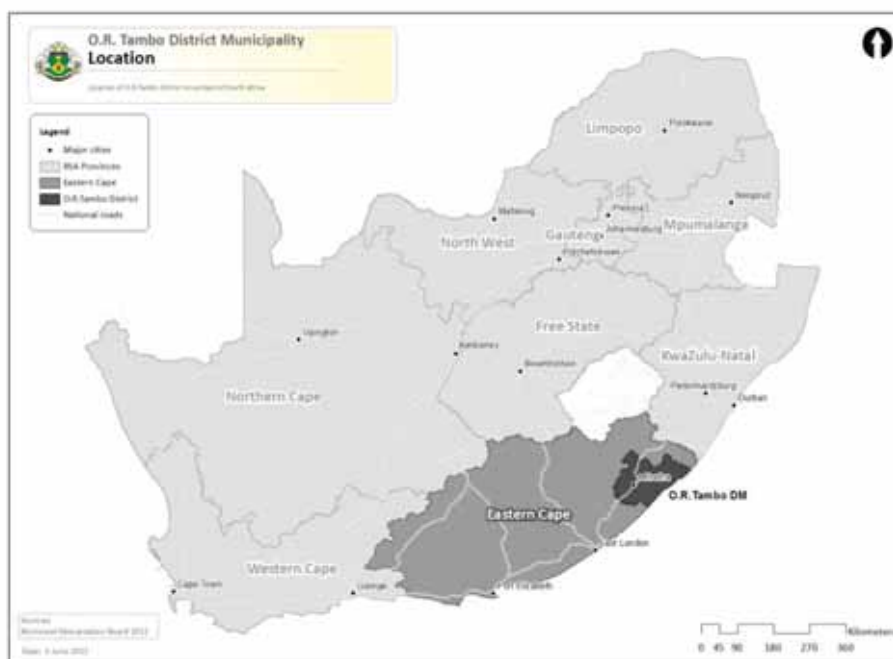 O.R. Tambo District Municipality
Location
Legend
Major cities
RSA Provinces
Eastern Cape
O.R.Tambo District
National roads
Limpopo
Polokwane
Nelspruit
Mpumalanga
Mafikeng
North West
Gauteng
Johannesburg
Potchefstroom
Free State
Upington
Kimberley
Bloemfontein
KwaZulu-Natal
Pietermaritzburg
Durban
Northern Cape
O.R.Tambo DM
Eastern Cape
East London
Western Cape
Cape Town
Port Elizabeth
Kilometers
0 45 90 180 270 360